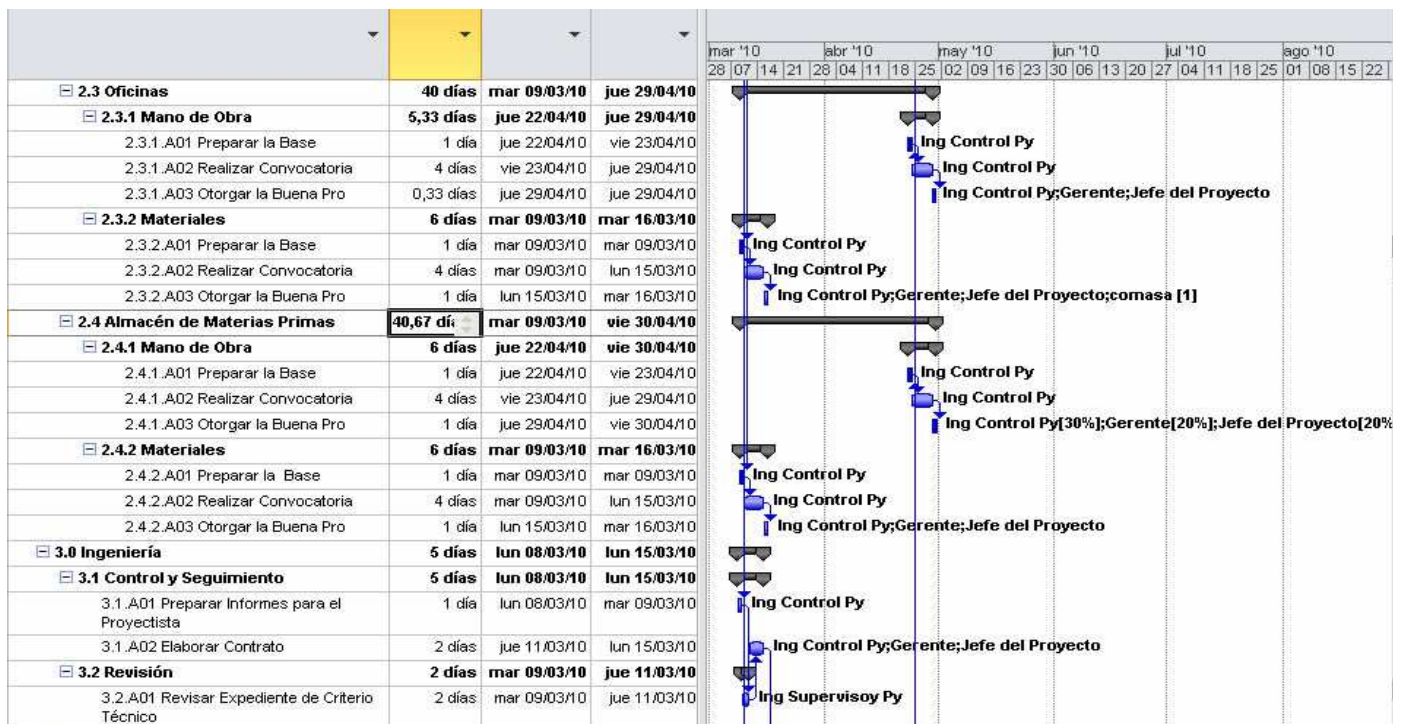 mar '10 abr '10 may '10 jun '10 jul '10 ago '10
28 07 14 21 28 04 11 18 25 02 09 16 23 30 06 13 20 27 04 11 18 25 01 08 15 22
2.3 Oficinas 40 días mar 09/03/10 jue 29/04/10
2.3.1 Mano de Obra 5,33 días jue 22/04/10 jue 29/04/10
2.3.1.A01 Preparar la Base 1 día jue 22/04/10 vie 23/04/10 Ing Control Py
2.3.1.A02 Realizar Convocatoria 4 días vie 23/04/10 jue 29/04/10 Ing Control Py
2.3.1.A03 Otorgar la Buena Pro 0,33 días jue 29/04/10 jue 29/04/10 Ing Control Py;Gerente;Jefe del Proyecto
2.3.2 Materiales 6 días mar 09/03/10 mar 16/03/10
2.3.2.A01 Preparar la Base 1 día mar 09/03/10 mar 09/03/10 Ing Control Py
2.3.2.A02 Realizar Convocatoria 4 días mar 09/03/10 lun 15/03/10 Ing Control Py
2.3.2.A03 Otorgar la Buena Pro 1 día lun 15/03/10 mar 16/03/10 Ing Control Py;Gerente;Jefe del Proyecto;comasa [1]
2.4 Almacén de Materias Primas 40,67 día mar 09/03/10 vie 30/04/10
2.4.1 Mano de Obra 6 días jue 22/04/10 vie 30/04/10
2.4.1.A01 Preparar la Base 1 día jue 22/04/10 vie 23/04/10 Ing Control Py
2.4.1.A02 Realizar Convocatoria 4 días vie 23/04/10 jue 29/04/10 Ing Control Py
2.4.1.A03 Otorgar la Buena Pro 1 día jue 29/04/10 vie 30/04/10 Ing Control Py[30%];Gerente[20%];Jefe del Proyecto[20%
2.4.2 Materiales 6 días mar 09/03/10 mar 16/03/10
2.4.2.A01 Preparar la Base 1 día mar 09/03/10 mar 09/03/10 Ing Control Py
2.4.2.A02 Realizar Convocatoria 4 días mar 09/03/10 lun 15/03/10 Ing Control Py
2.4.2.A03 Otorgar la Buena Pro 1 día lun 15/03/10 mar 16/03/10 Ing Control Py;Gerente;Jefe del Proyecto
3.0 Ingeniería 5 días lun 08/03/10 lun 15/03/10
3.1 Control y Seguimiento 5 días lun 08/03/10 lun 15/03/10
3.1.A01 Preparar Informes para el 1 día lun 08/03/10 mar 09/03/10 Ing Control Py
Proyectista
3.1.A02 Elaborar Contrato 2 días jue 11/03/10 lun 15/03/10 Ing Control Py;Gerente;Jefe del Proyecto
3.2 Revisión 2 días mar 09/03/10 jue 11/03/10
3.2.A01 Revisar Expediente de Criterio 2 días mar 09/03/10 jue 11/03/10 Ing Supervisoy Py
Técnico